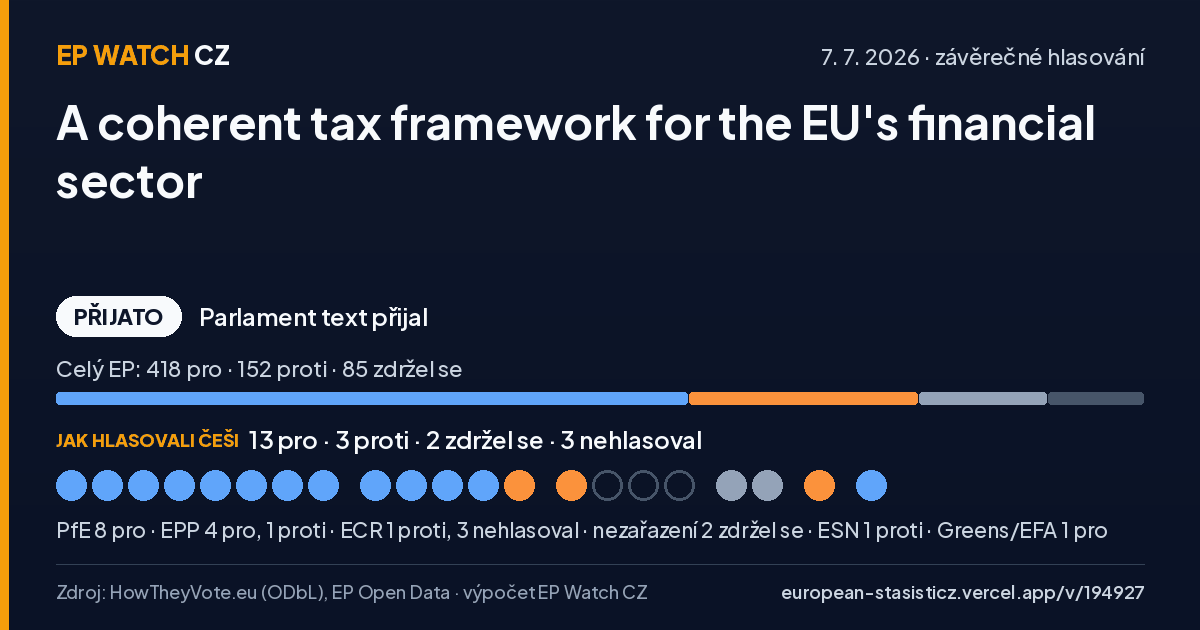 EP WATCH CZ
7. 7. 2026 · závěrečné hlasování
A coherent tax framework for the EU's financial
sector
PŘIJATO
Parlament text přijal
Celý EP: 418 pro · 152 proti · 85 zdržel se
JAK HLASOVALI ČEŠI 13 pro · 3 proti · 2 zdržel se · 3 nehlasoval
PfE 8 pro · EPP 4 pro, 1 proti · ECR 1 proti, 3 nehlasoval · nezařazení 2 zdržel se · ESN 1 proti · Greens/EFA 1 pro
Zdroj: HowTheyVote.eu (ODbL), EP Open Data · výpočet EP Watch CZ
european-stasisticz.vercel.app/v/194927